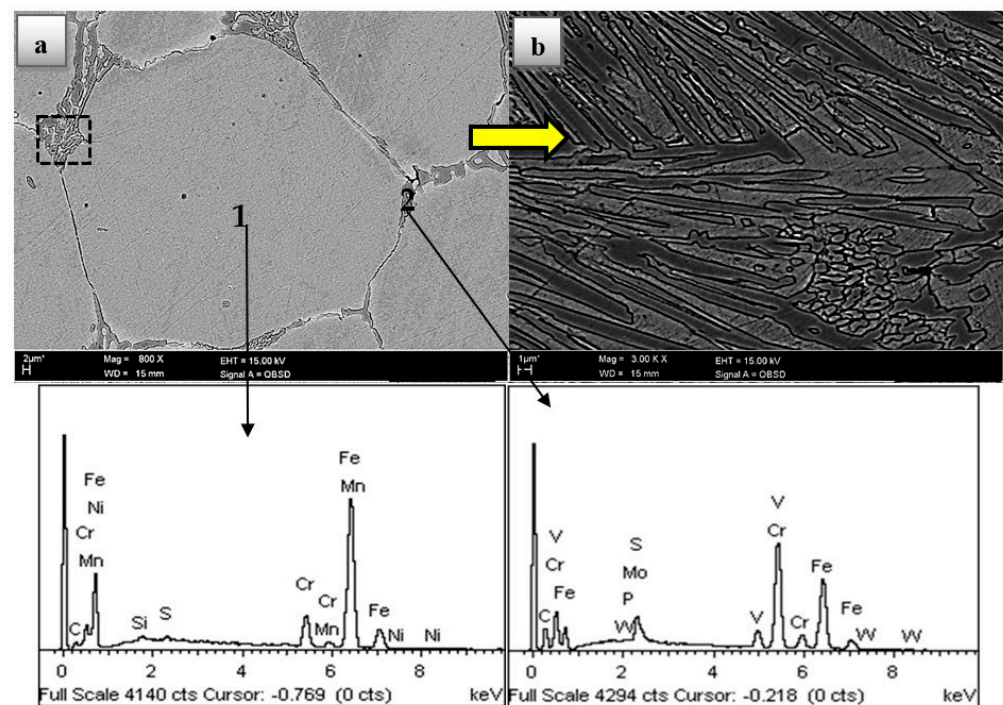 a
b
1
2
2µm*
Mag = 800 X
EHT = 15.00 kV
WD = 15 mm
Signal A = QBSD
1µm*
Mag = 3.00 K X
EHT = 15.00 kV
WD = 15 mm
Signal A = QBSD
Fe
Ni
Cr
Mn
C
Si
S
Cr
Cr
Mn
Fe
Mn
Fe
Ni
Ni
0 2 4 6 8
Full Scale 4140 cts Cursor: -0.769 (0 cts) keV
V
Cr
C
Fe
S
Mo
P
W
V
V
Cr
Cr
Fe
Fe
W
W
0 2 4 6 8
Full Scale 4294 cts Cursor: -0.218 (0 cts) keV